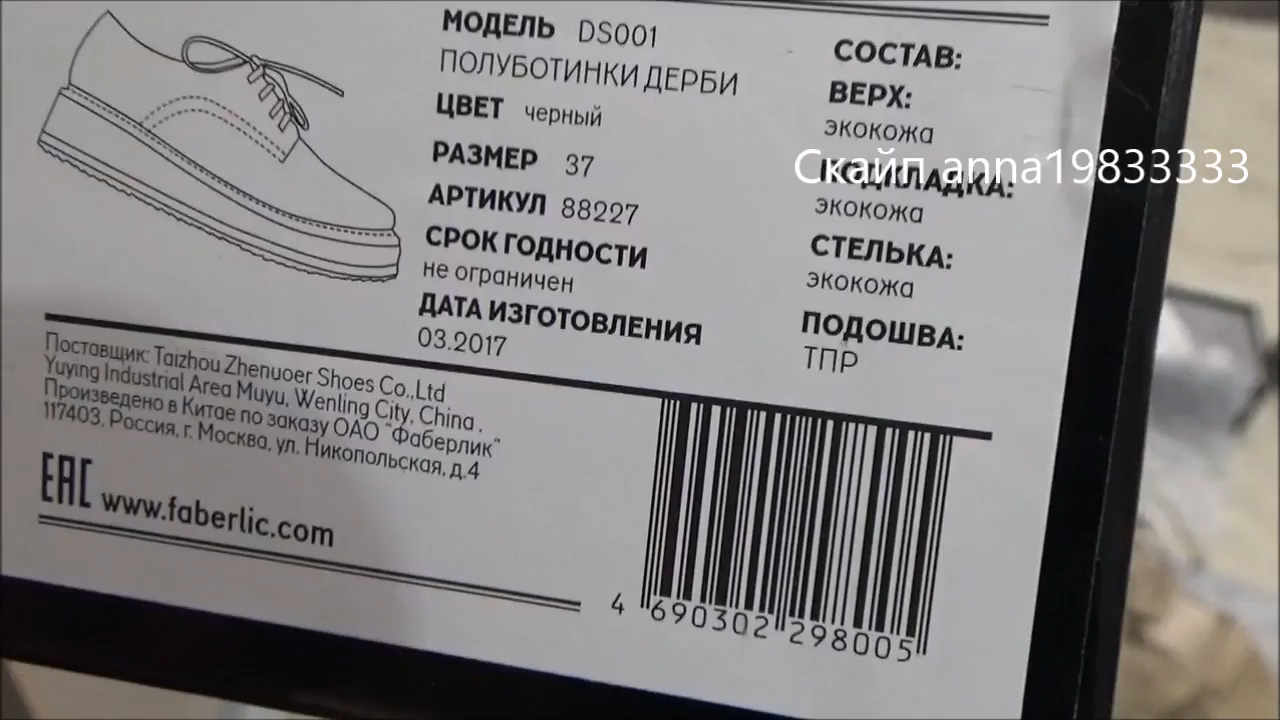 МОДЕЛЬ DS001
ПОЛУБОТИНКИ ДЕРБИ
ЦВЕТ черный
РАЗМЕР 37
АРТИКУЛ 88227
СРОК ГОДНОСТИ
не ограничен
ДАТА ИЗГОТОВЛЕНИЯ
03.2017
СОСТАВ:
ВЕРХ:
экокожа
Скайп anna19833333
ПОДКЛАДКА:
экокожа
СТЕЛЬКА:
экокожа
ПОДОШВА:
ТПР
Поставщик: Taizhou Zhenuoer Shoes Co.,Ltd
Yuying Industrial Area Muyu, Wenling City, China .
Произведено в Китае по заказу ОАО "Фаберлик"
117403, Россия, г. Москва, ул. Никопольская, д.4
EAC www.faberlic.com
4 690302 298005